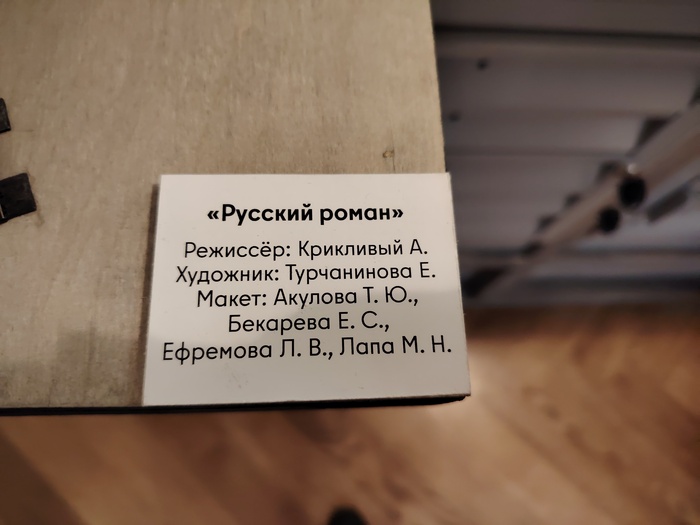 «Русский роман»
Режиссёр: Крикливый А.
Художник: Турчанинова Е.
Макет: Акулова Т. Ю.,
Бекарева Е. С.,
Ефремова Л. В., Лапа М. Н.